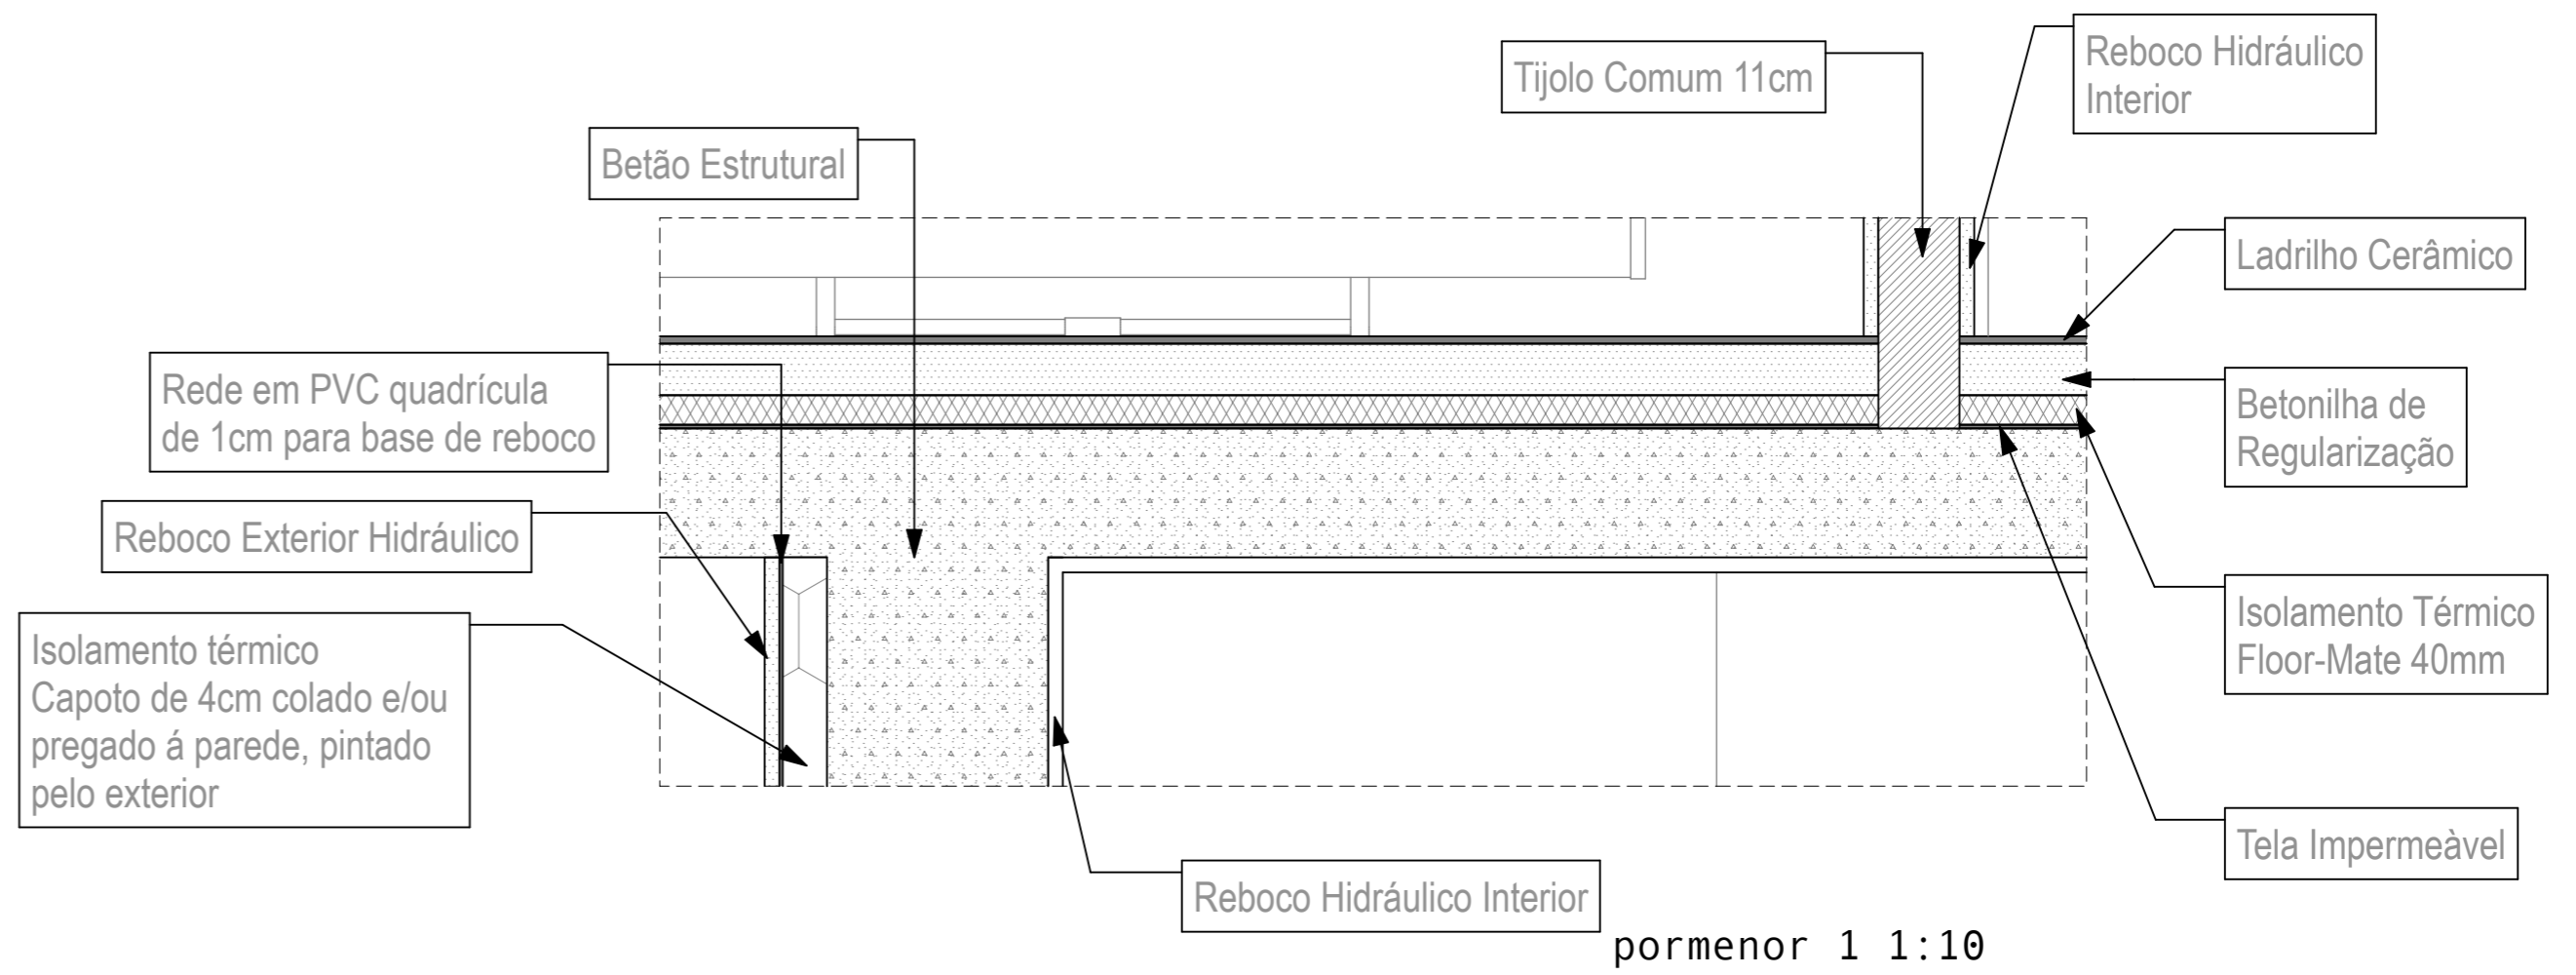 Tijolo Comum 11cm
Reboco Hidráulico
Interior
Betão Estrutural
Ladrilho Cerâmico
Rede em PVC quadrícula
de 1cm para base de reboco
Betonilha de
Regularização
Reboco Exterior Hidráulico
Isolamento Térmico
Floor-Mate 40mm
Isolamento térmico
Capoto de 4cm colado e/ou
pregado á parede, pintado
pelo exterior
Tela Impermeàvel
Reboco Hidráulico Interior
pormenor 1 1:10